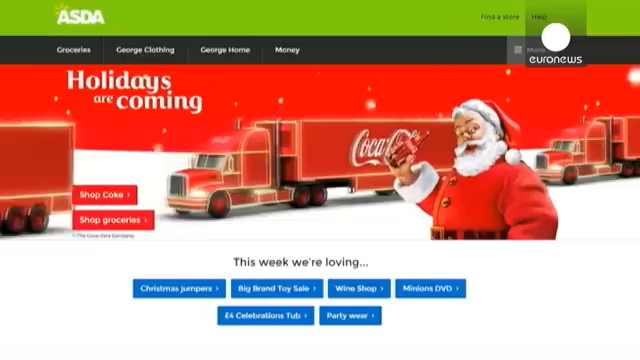 ASDA
Find a store Help
Groceries George Clothing George Home Money
euronews
Holidays
are coming
Coca
Shop Coke >
Shop groceries >
© The Coca-Cola Company
This week we're loving...
Christmas jumpers > Big Brand Toy Sale > Wine Shop > Minions DVD >
£4 Celebrations Tub > Party wear >